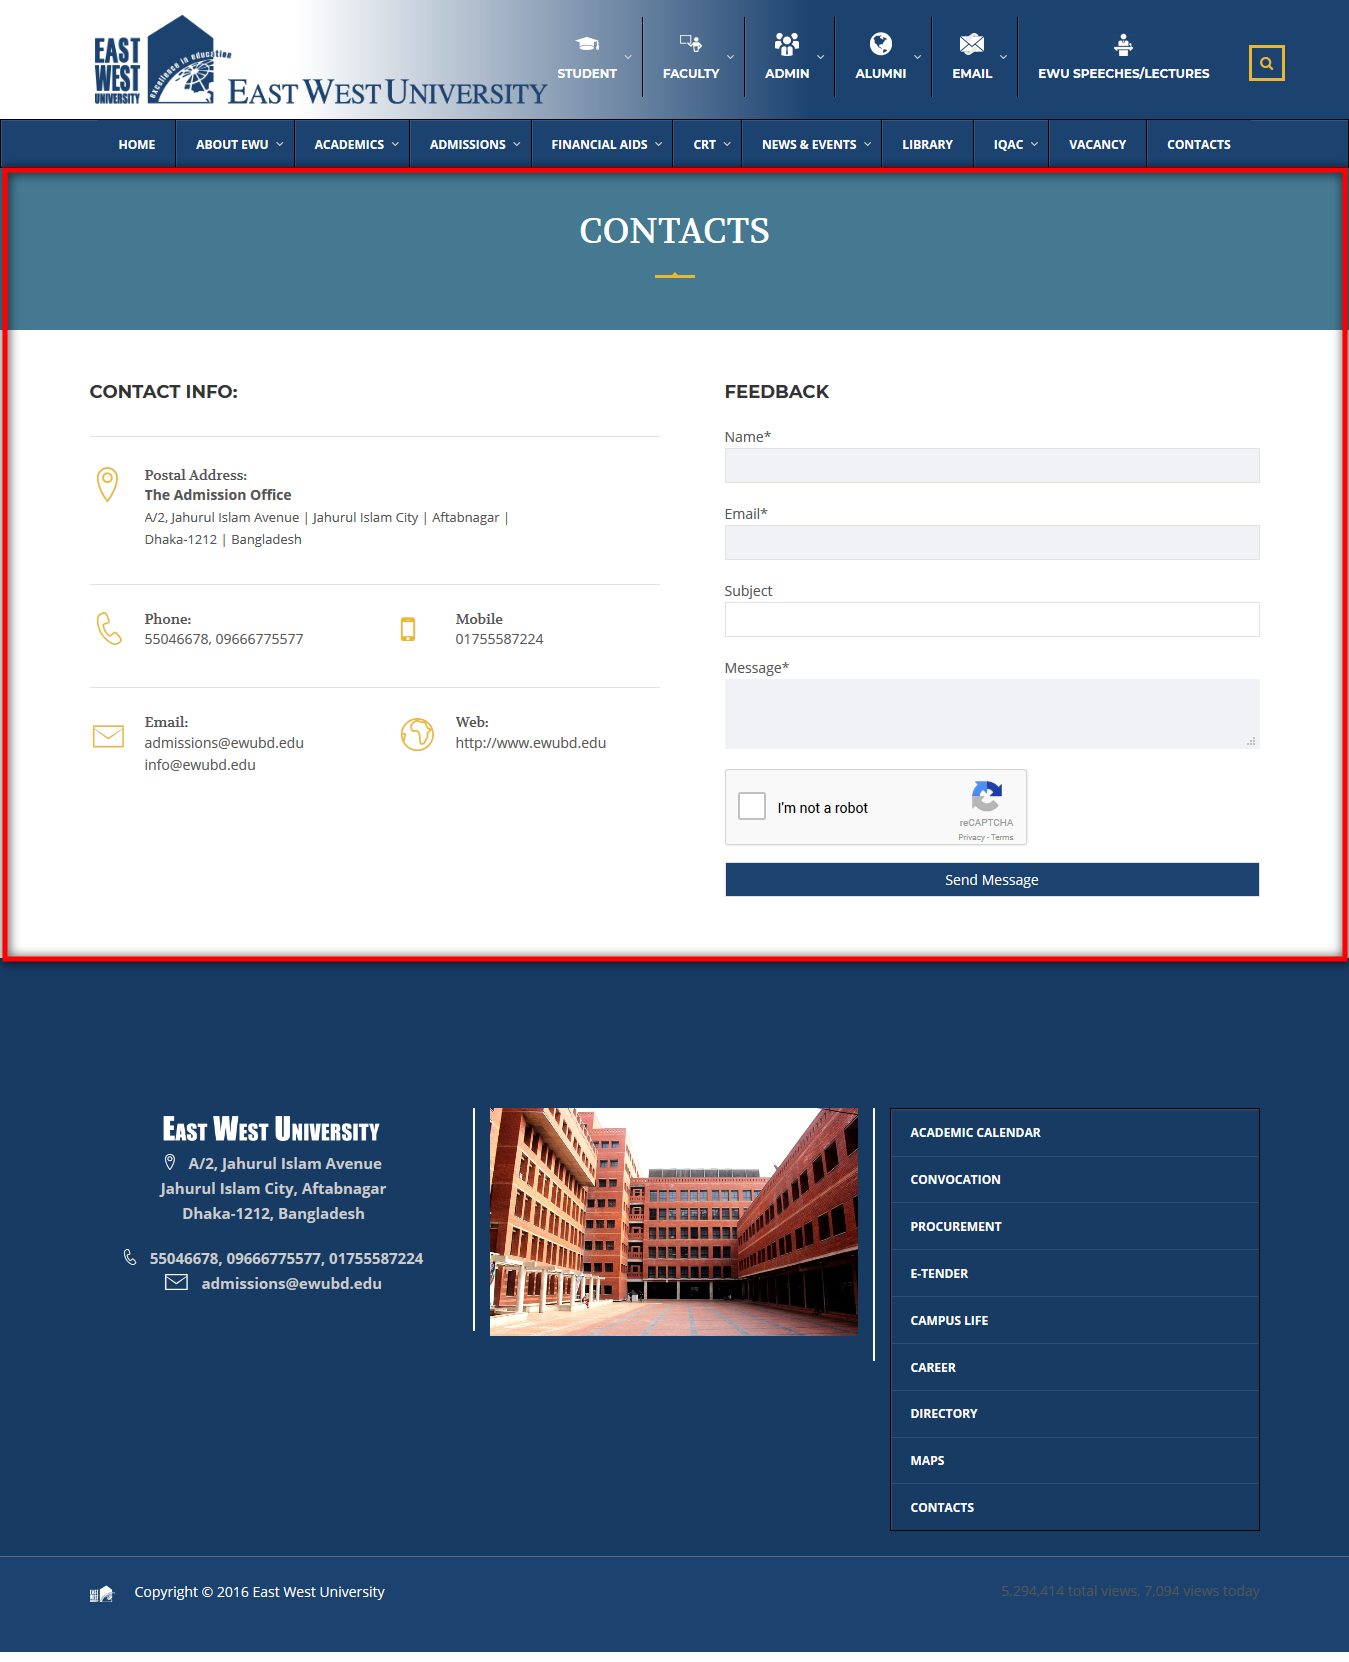 EAST
WEST
UNIVERSITY
Excellence in education
EAST WEST UNIVERSITY
STUDENT
FACULTY
ADMIN
ALUMNI
EMAIL
EWU SPEECHES/LECTURES
HOME
ABOUT EWU
ACADEMICS
ADMISSIONS
FINANCIAL AIDS
CRT
NEWS & EVENTS
LIBRARY
IQAC
VACANCY
CONTACTS
CONTACTS
CONTACT INFO:
Postal Address:
The Admission Office
A/2, Jahurul Islam Avenue | Jahurul Islam City | Aftabnagar |
Dhaka-1212 | Bangladesh
Phone:
55046678, 09666775577
Mobile
01755587224
Email:
admissions@ewubd.edu
info@ewubd.edu
Web:
http://www.ewubd.edu
FEEDBACK
Name*
Email*
Subject
Message*
I'm not a robot
reCAPTCHA
Privacy - Terms
Send Message
EAST WEST UNIVERSITY
A/2, Jahurul Islam Avenue
Jahurul Islam City, Aftabnagar
Dhaka-1212, Bangladesh
55046678, 09666775577, 01755587224
admissions@ewubd.edu
ACADEMIC CALENDAR
CONVOCATION
PROCUREMENT
E-TENDER
CAMPUS LIFE
CAREER
DIRECTORY
MAPS
CONTACTS
EAST
WEST
Copyright © 2016 East West University
5,294,414 total views, 7,094 views today